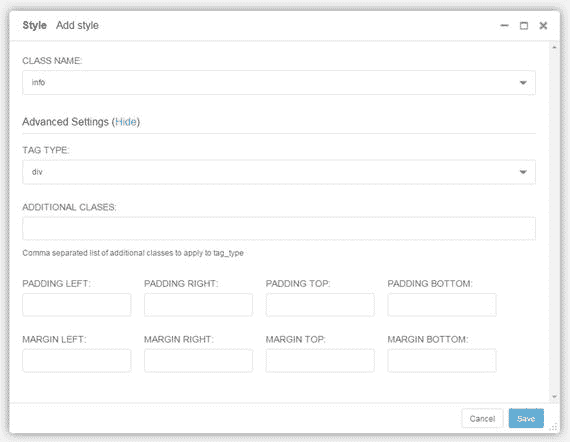 Style Add style
CLASS NAME:
info
Advanced Settings (Hide)
TAG TYPE:
div
ADDITIONAL CLASES:
Comma separated list of additional classes to apply to tag_type
PADDING LEFT: PADDING RIGHT: PADDING TOP: PADDING BOTTOM:
MARGIN LEFT: MARGIN RIGHT: MARGIN TOP: MARGIN BOTTOM:
Cancel Save